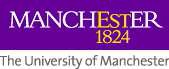 MANCHESTER
1824
The University of Manchester